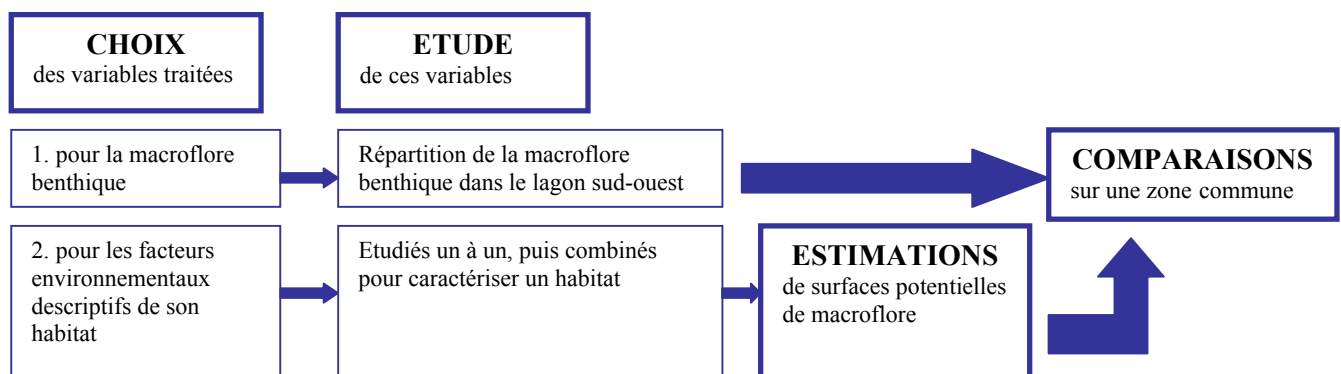 CHOIX
des variables traitées
ETUDE
de ces variables
1. pour la macroflore
benthique
Répartition de la macroflore
benthique dans le lagon sud-ouest
COMPARAISONS
sur une zone commune
2. pour les facteurs
environnementaux
descriptifs de son
habitat
Etudiés un à un, puis combinés
pour caractériser un habitat
ESTIMATIONS
de surfaces potentielles
de macroflore